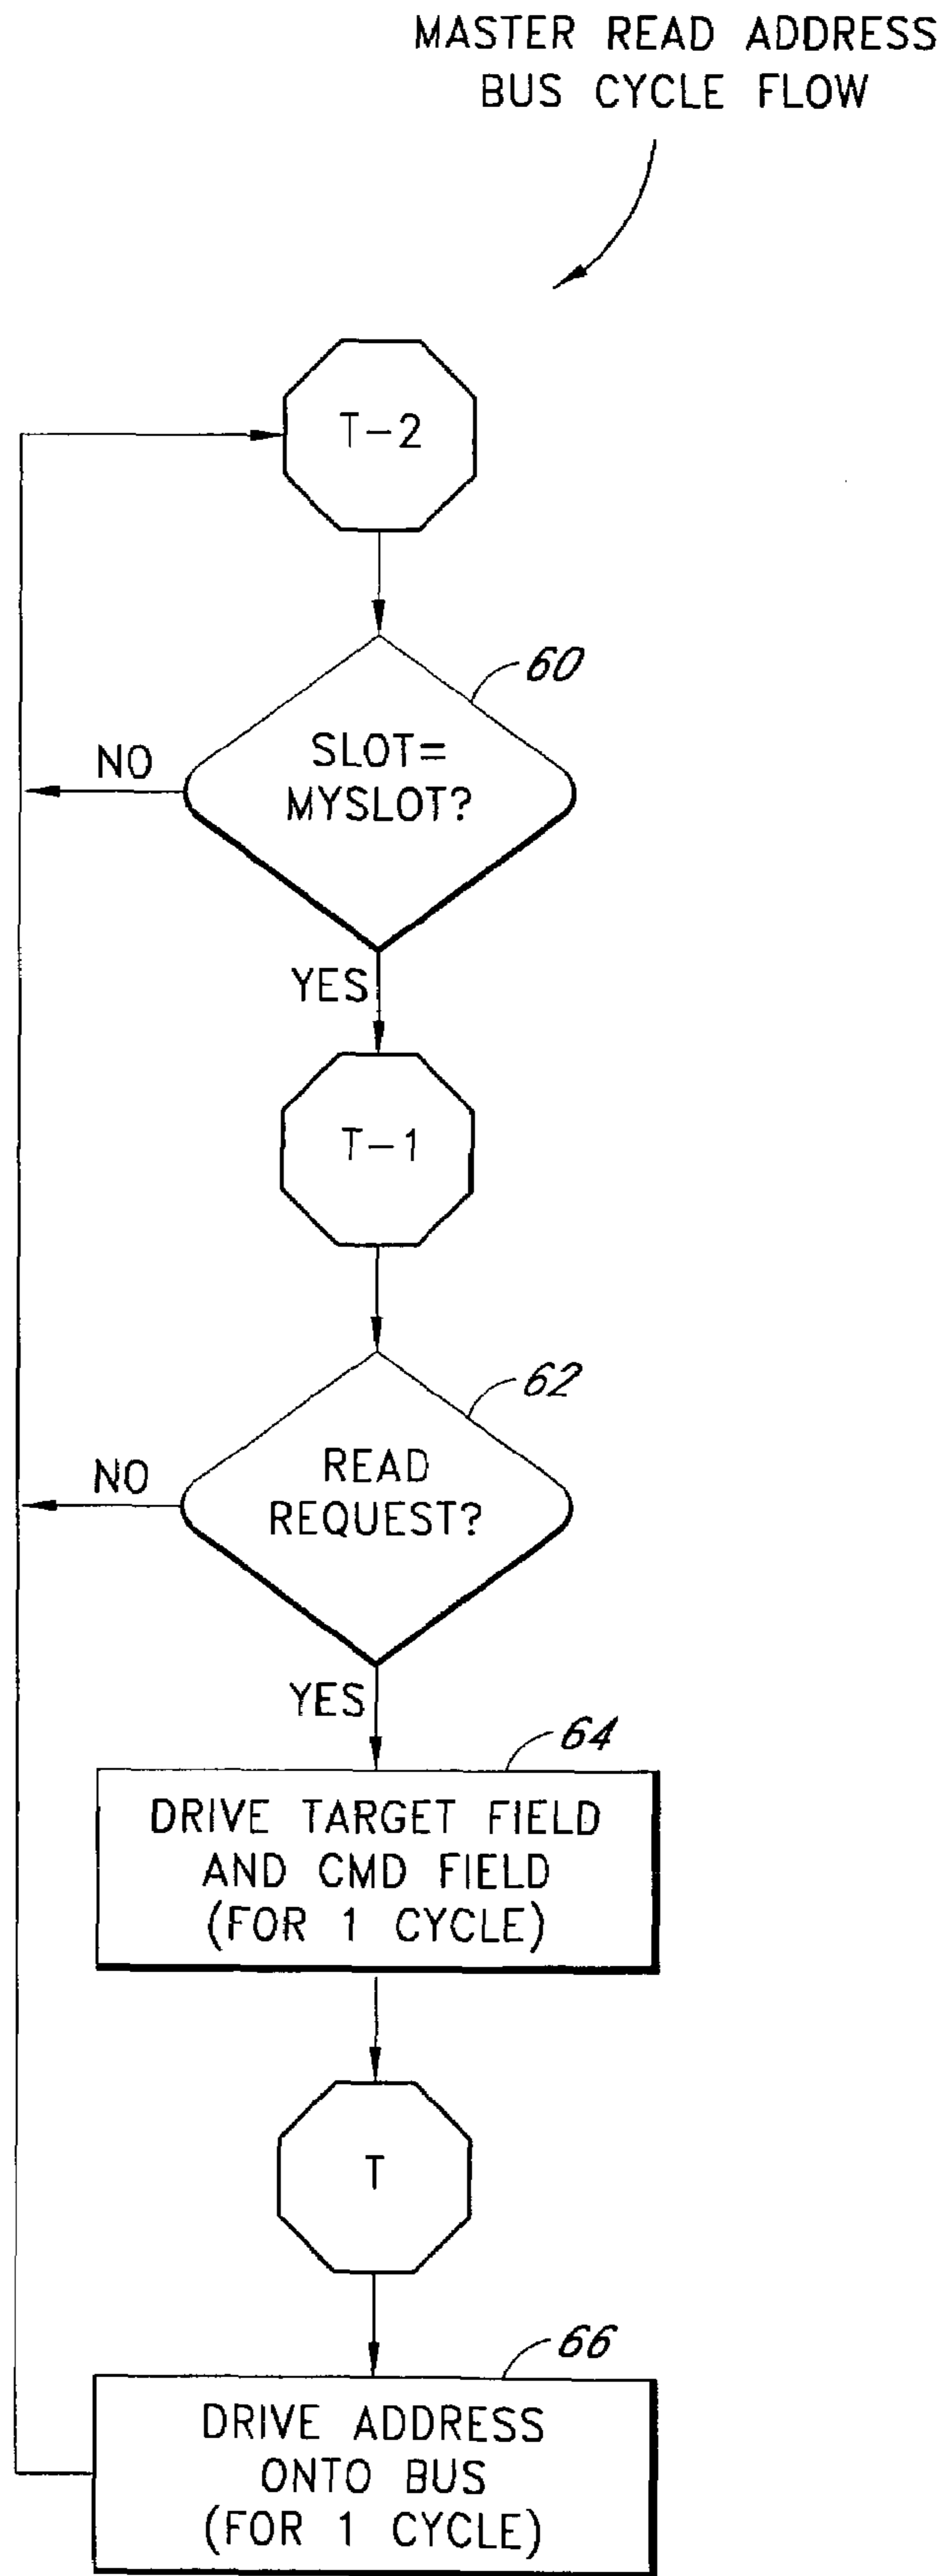 MASTER READ ADDRESS
BUS CYCLE FLOW
T-2
60
SLOT=
MYSLOT?
NO
YES
T-1
62
READ
REQUEST?
NO
YES
64
DRIVE TARGET FIELD
AND CMD FIELD
(FOR 1 CYCLE)
T
66
DRIVE ADDRESS
ONTO BUS
(FOR 1 CYCLE)